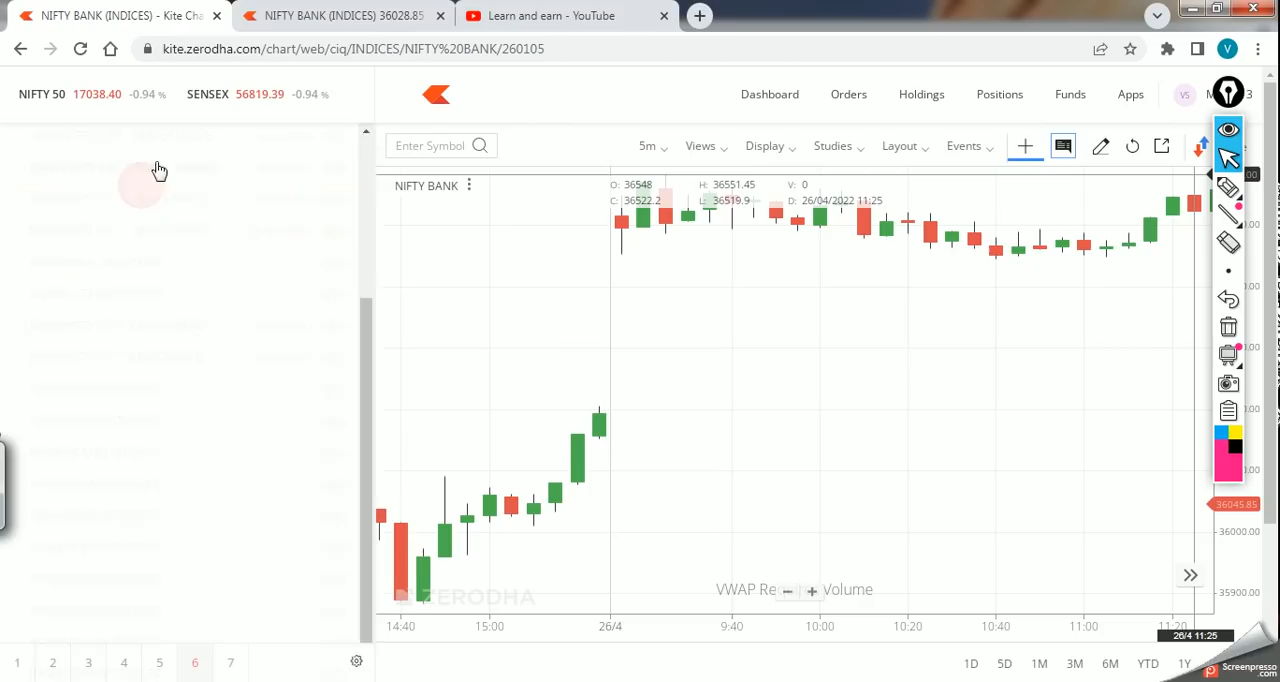 NIFTY BANK (INDICES) - Kite Cha
NIFTY BANK (INDICES) 36028.85
Learn and earn - YouTube
kite.zerodha.com/chart/web/ciq/INDICES/NIFTY%20BANK/260105
V
NIFTY 50 17038.40 -0.94 % SENSEX 56819.39 -0.94 %
Dashboard Orders Holdings Positions Funds Apps VS
Enter Symbol 5m Views Display Studies Layout Events
NIFTY BANK
O: 36548 H: 36551.45 V: 0
C: 36522.2 L: 36519.9 D: 26/04/2022 11:25
36045.85
36000.00
35900.00
VWAP Re Volume
ZERODHA
14:40 15:00 26/4 9:40 10:00 10:20 10:40 11:00 11:20
26/4 11:25
1 2 3 4 5 6 7
1D 5D 1M 3M 6M YTD 1Y
Screenpresso
.com